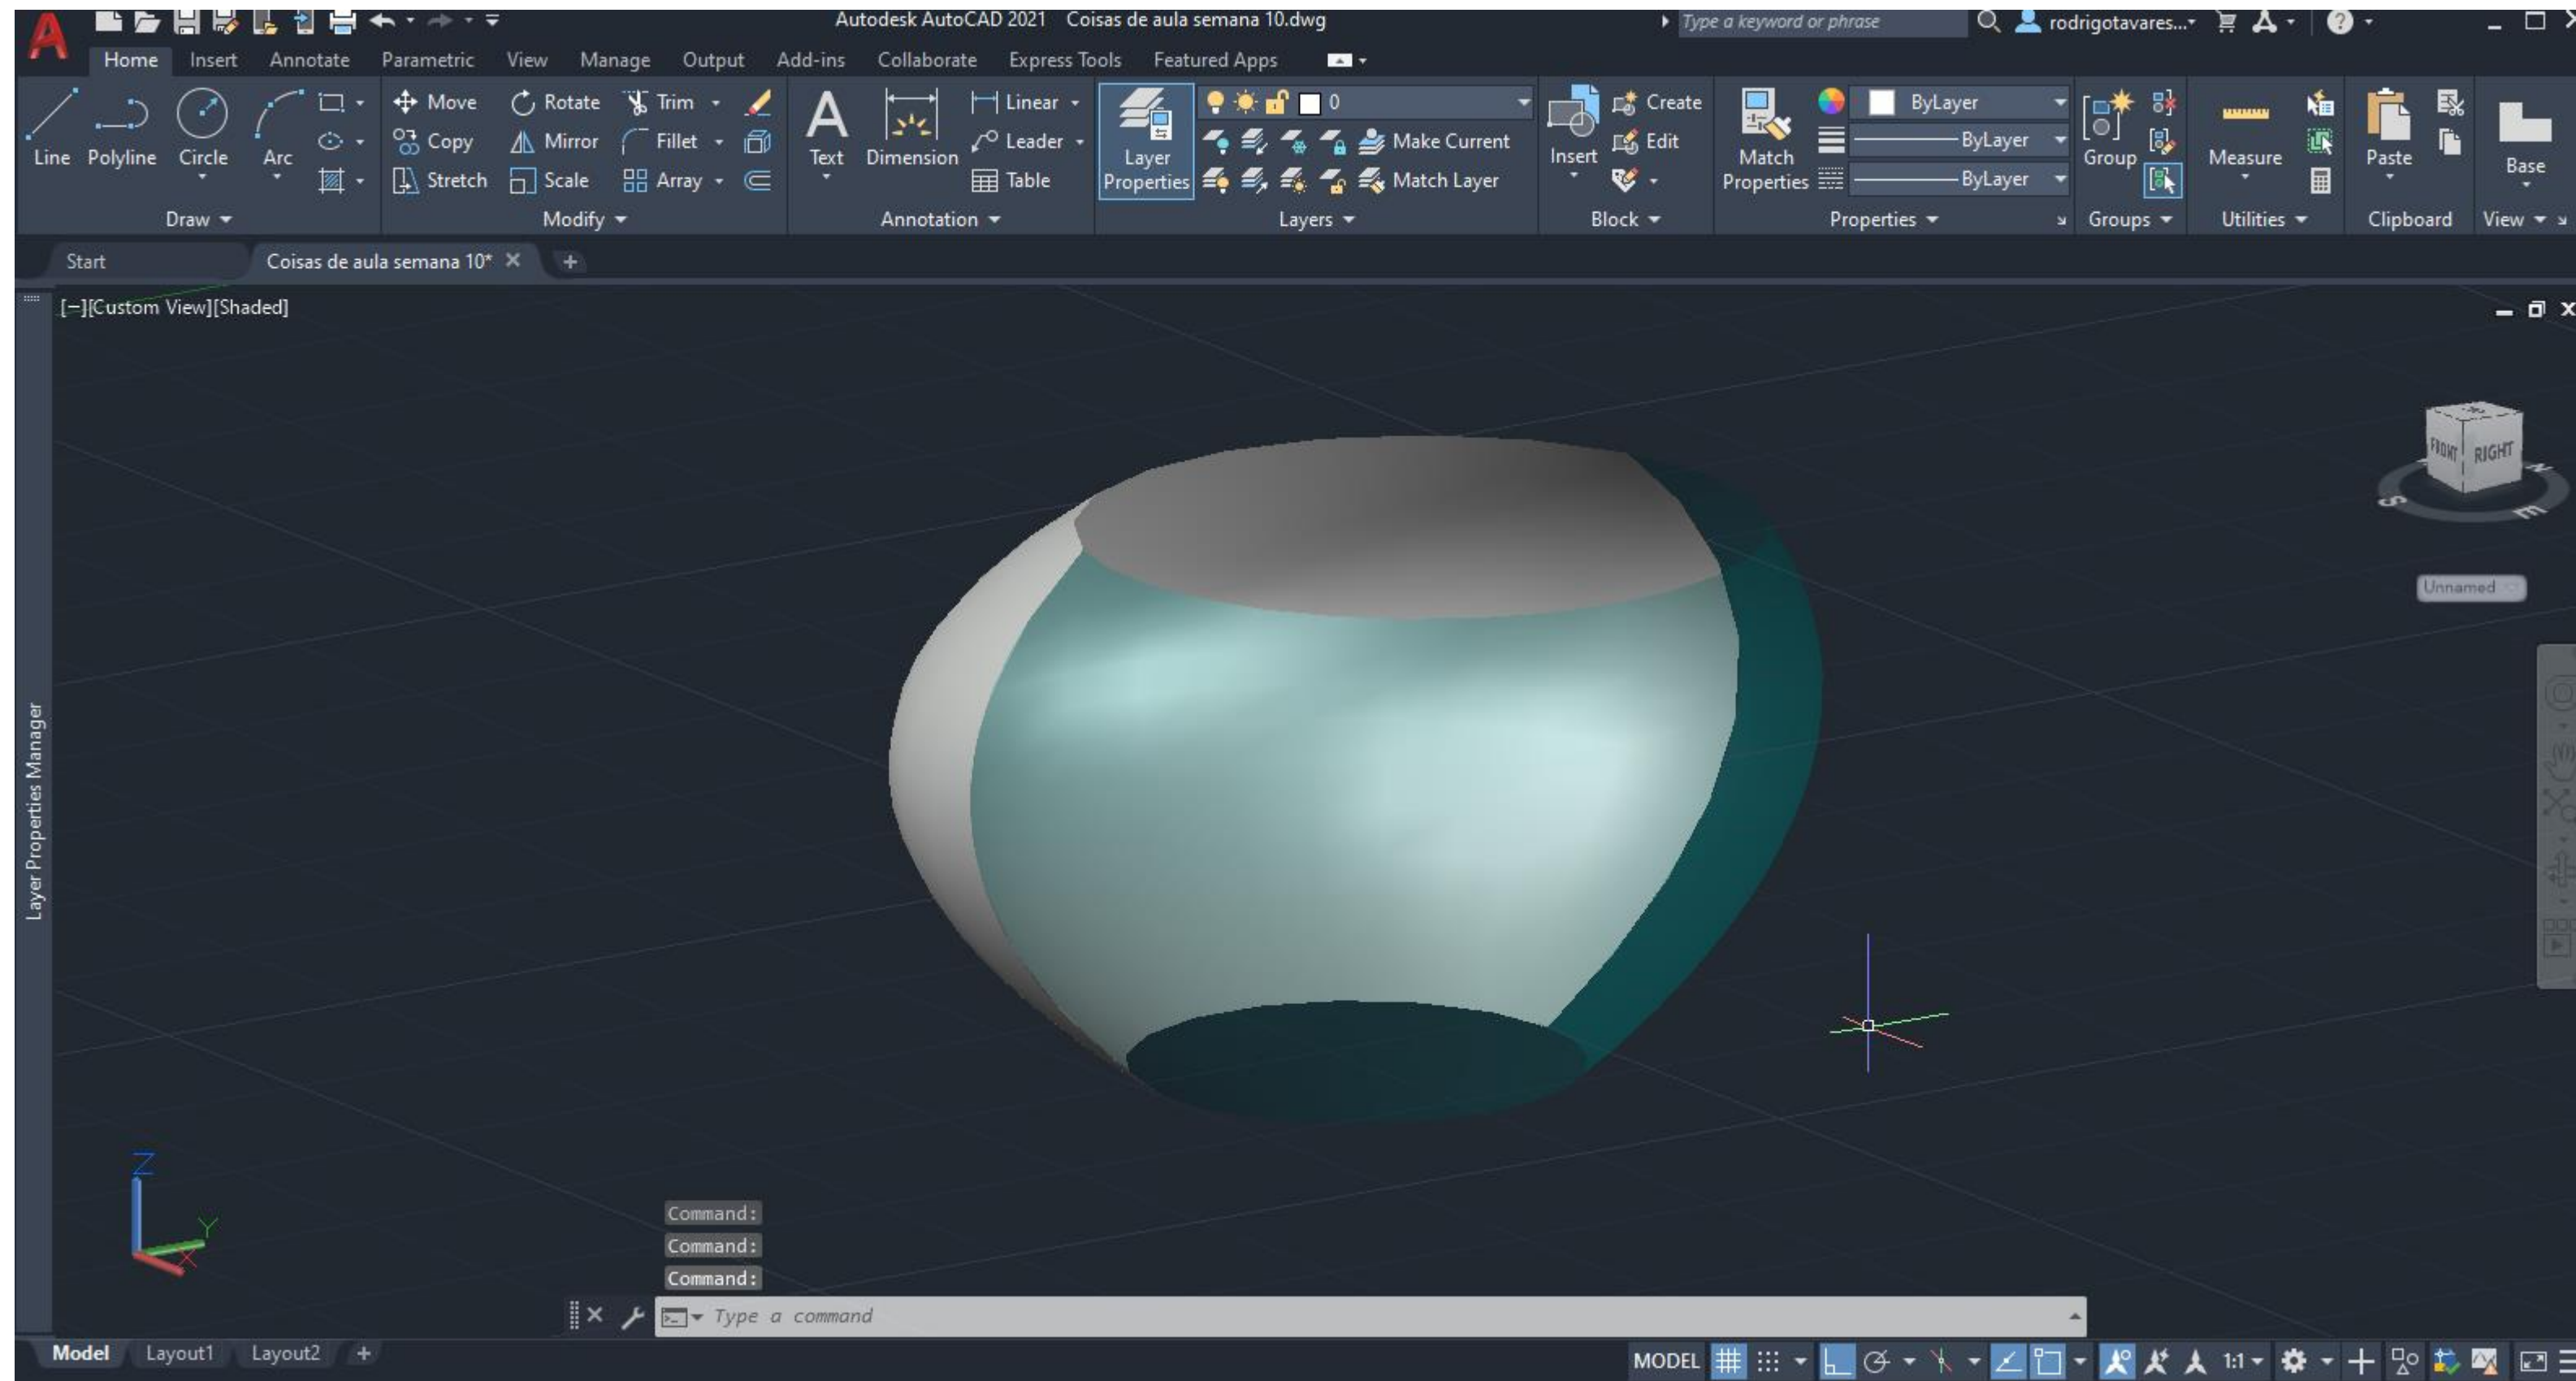 Autodesk AutoCAD 2021 Coisas de aula semana 10.dwg
Type a keyword or phrase
rodrigotavares...
Home Insert Annotate Parametric View Manage Output Add-ins Collaborate Express Tools Featured Apps
Move Rotate Trim Linear 0 Create ByLayer
Copy Mirror Fillet Leader Make Current Edit ByLayer
Line Polyline Circle Arc Text Dimension Layer Insert Match Group Measure Paste Base
Stretch Scale Array Table Properties Match Layer Properties ByLayer
Draw Modify Annotation Layers Block Properties Groups Utilities Clipboard View
Start Coisas de aula semana 10*
[−][Custom View][Shaded]
FRONT RIGHT
S E N
Unnamed
Layer Properties Manager
Z
Y
X
Command:
Command:
Command:
Type a command
Model Layout1 Layout2
MODEL 1:1